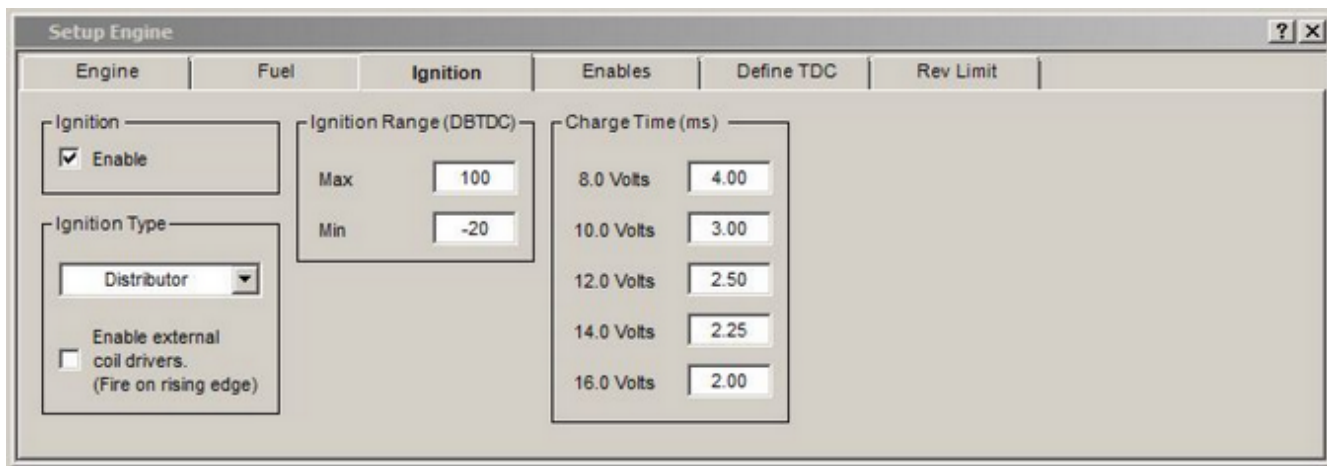 Setup Engine
? X
Engine Fuel Ignition Enables Define TDC Rev Limit
Ignition
Enable
Ignition Type
Distributor
Enable external
coil drivers.
(Fire on rising edge)
Ignition Range (DBTDC)
Max 100
Min -20
Charge Time (ms)
8.0 Volts 4.00
10.0 Volts 3.00
12.0 Volts 2.50
14.0 Volts 2.25
16.0 Volts 2.00